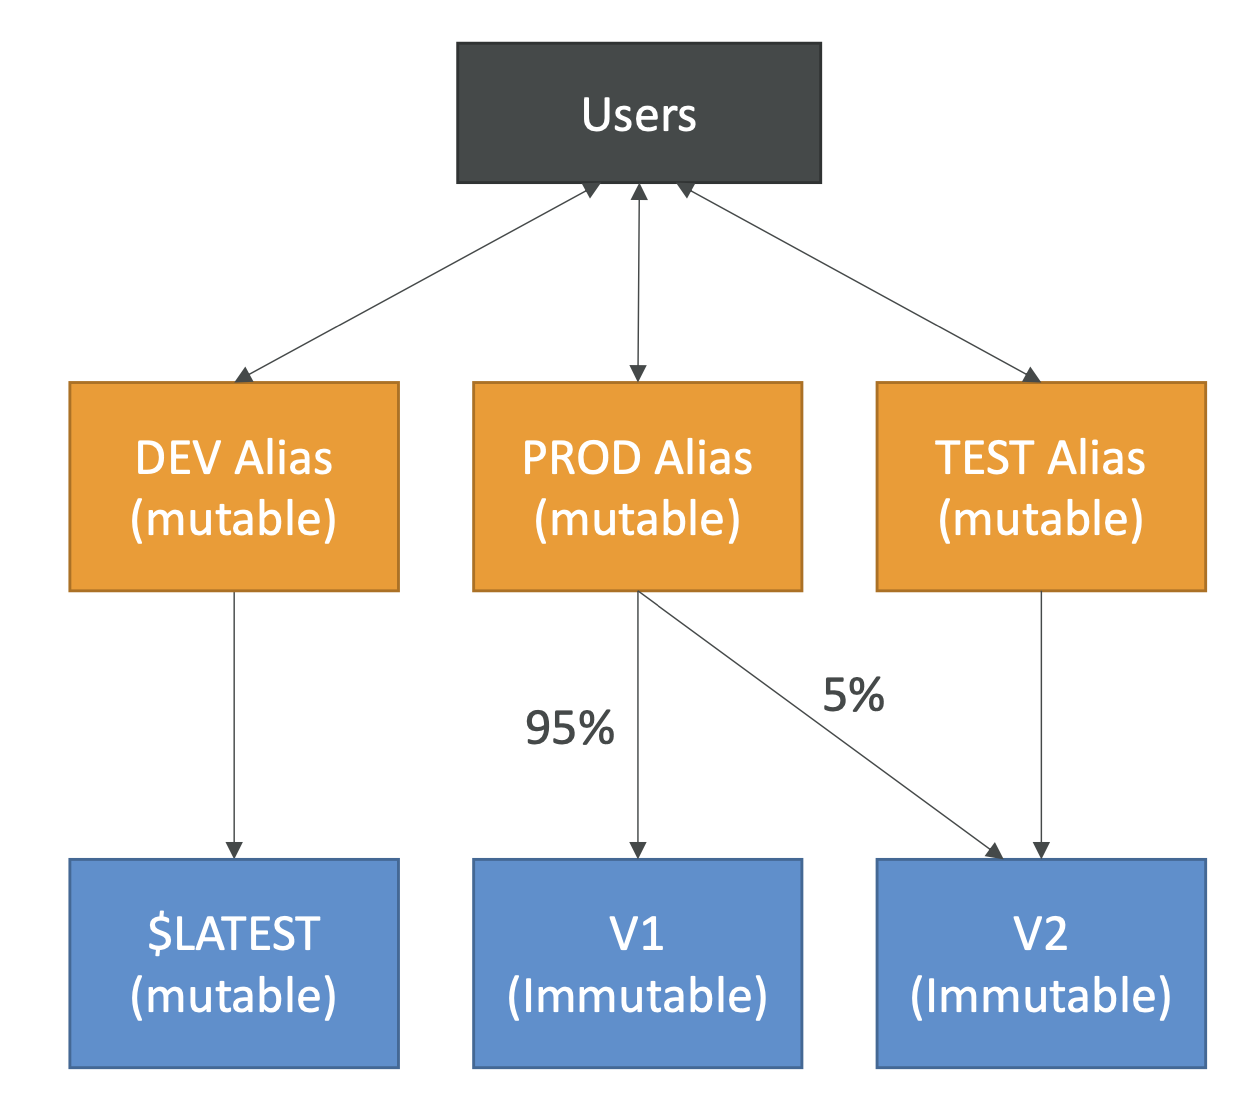 Users
DEV Alias
(mutable)
PROD Alias
(mutable)
TEST Alias
(mutable)
95%
5%
$LATEST
(mutable)
V1
(Immutable)
V2
(Immutable)